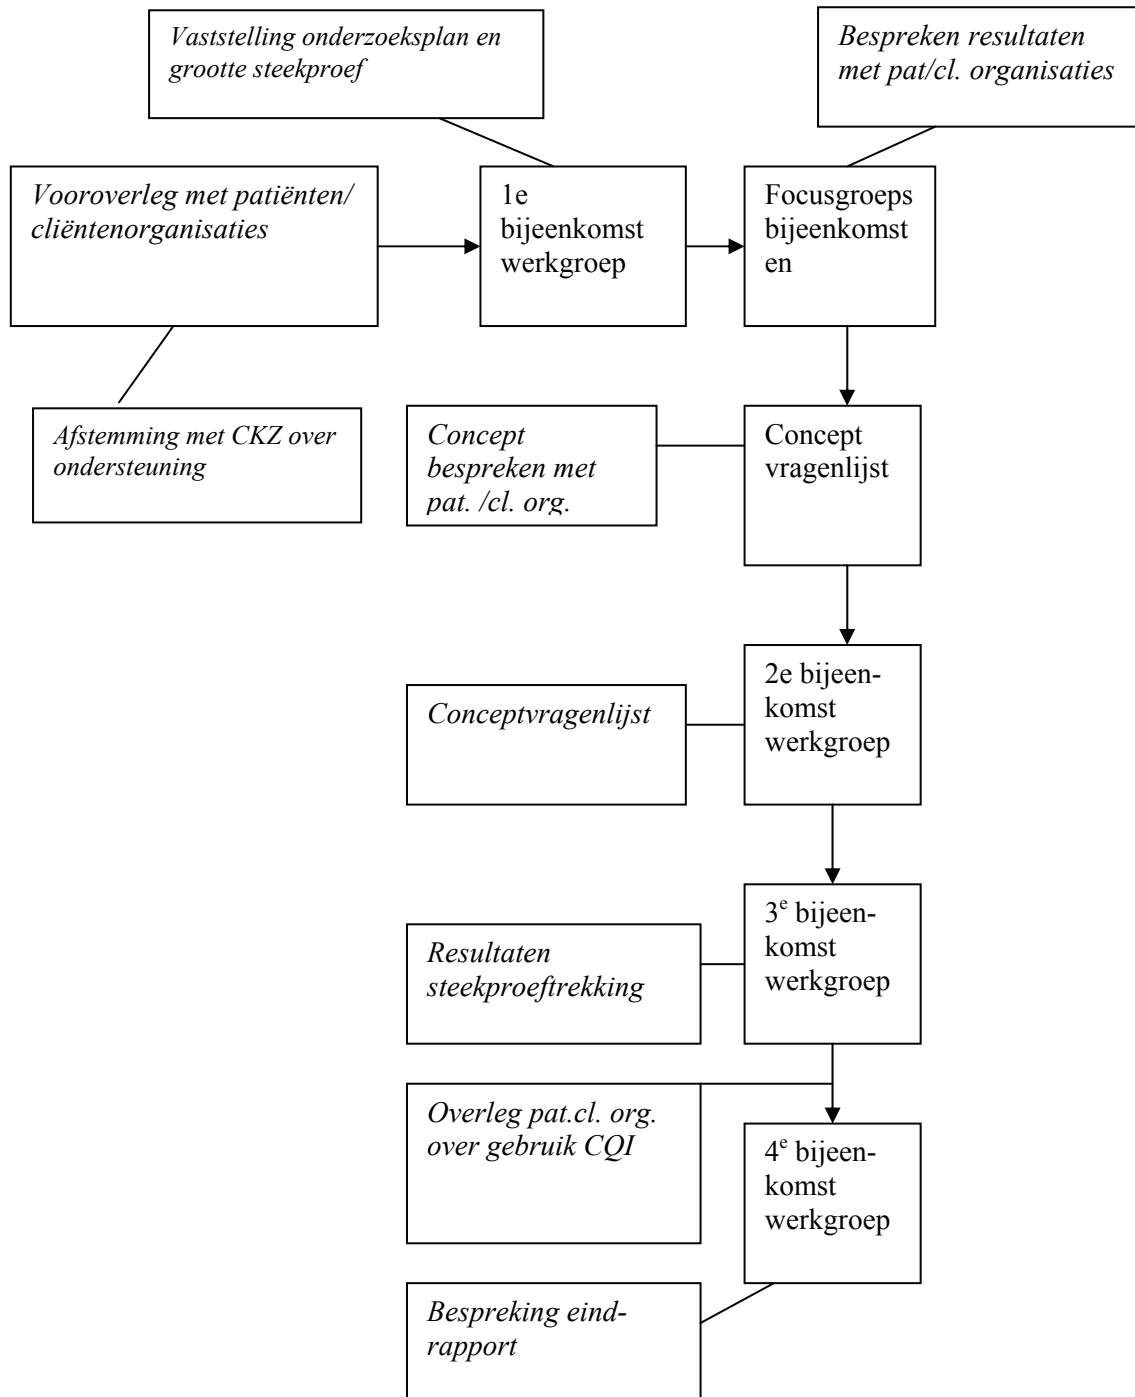 Vaststelling onderzoeksplan en
grootte steekproef
Bespreken resultaten
met pat/cl. organisaties
Vooroverleg met patiënten/
cliëntenorganisaties
1e
bijeenkomst
werkgroep
Focusgroeps
bijeenkomst
en
Afstemming met CKZ over
ondersteuning
Concept
bespreken met
pat. /cl. org.
Concept
vragenlijst
Conceptvragenlijst
2e bijeen-
komst
werkgroep
Resultaten
steekproeftrekking
3e bijeen-
komst
werkgroep
Overleg pat.cl. org.
over gebruik CQI
4e bijeen-
komst
werkgroep
Bespreking eind-
rapport